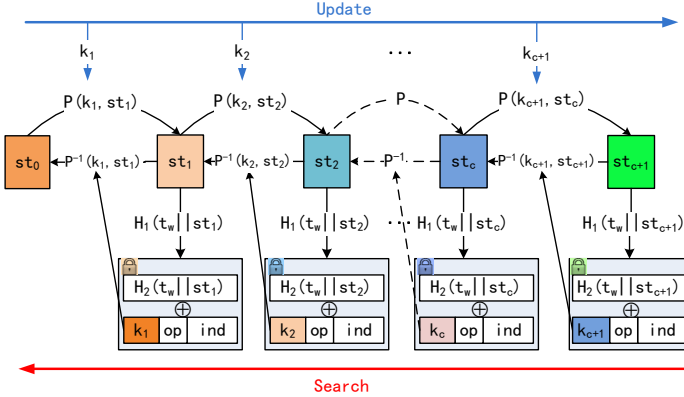 Update
k₁ k₂ ··· kc+1
P(k₁, st₀) P(k₂, st₂) P P(kc+1, stc)
st₀ P⁻¹(k₁, st₁) st₁ P⁻¹(k₂, st₂) st₂ P⁻¹ stc P⁻¹(kc+1, stc+1) stc+1
H₁(tw||st₁) H₁(tw||st₂) ··· H₁(tw||stc) H₁(tw||stc+1)
H₂(tw||st₁) H₂(tw||st₂) H₂(tw||stc) H₂(tw||stc+1)
⊕ ⊕ ⊕ ⊕
k₁ op ind k₂ op ind kc op ind kc+1 op ind
Search